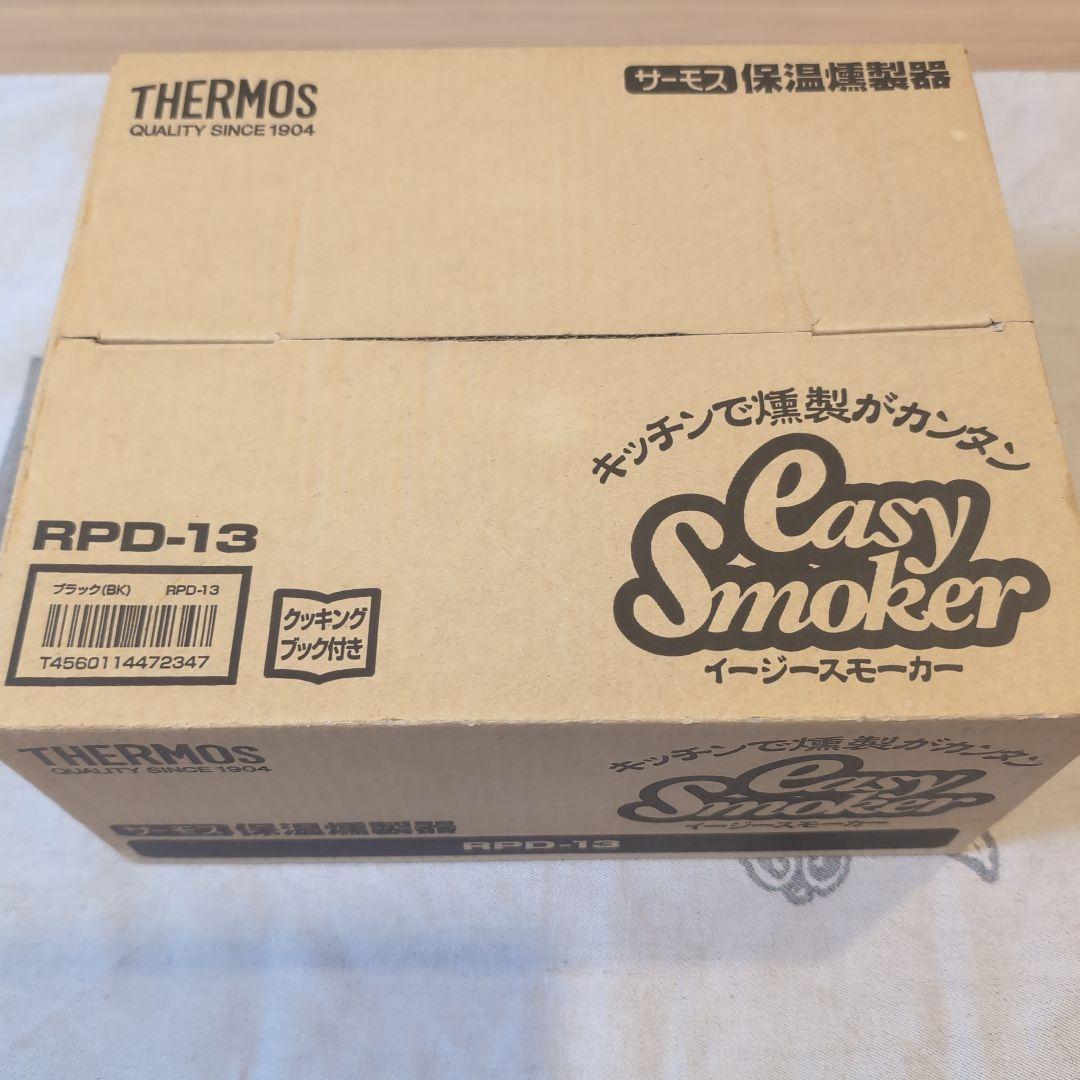 THERMOS
QUALITY SINCE 1904
サーモス 保温燻製器
キッチンで燻製がカンタン
easy
Smoker
イージースモーカー
RPD-13
ブラック(BK) RPD-13
T4560114472347
クッキング
ブック付き
THERMOS
QUALITY SINCE 1904
キッチンで燻製がカンタン
easy
Smoker
イージースモーカー
サーモス 保温燻製器
RPD-13